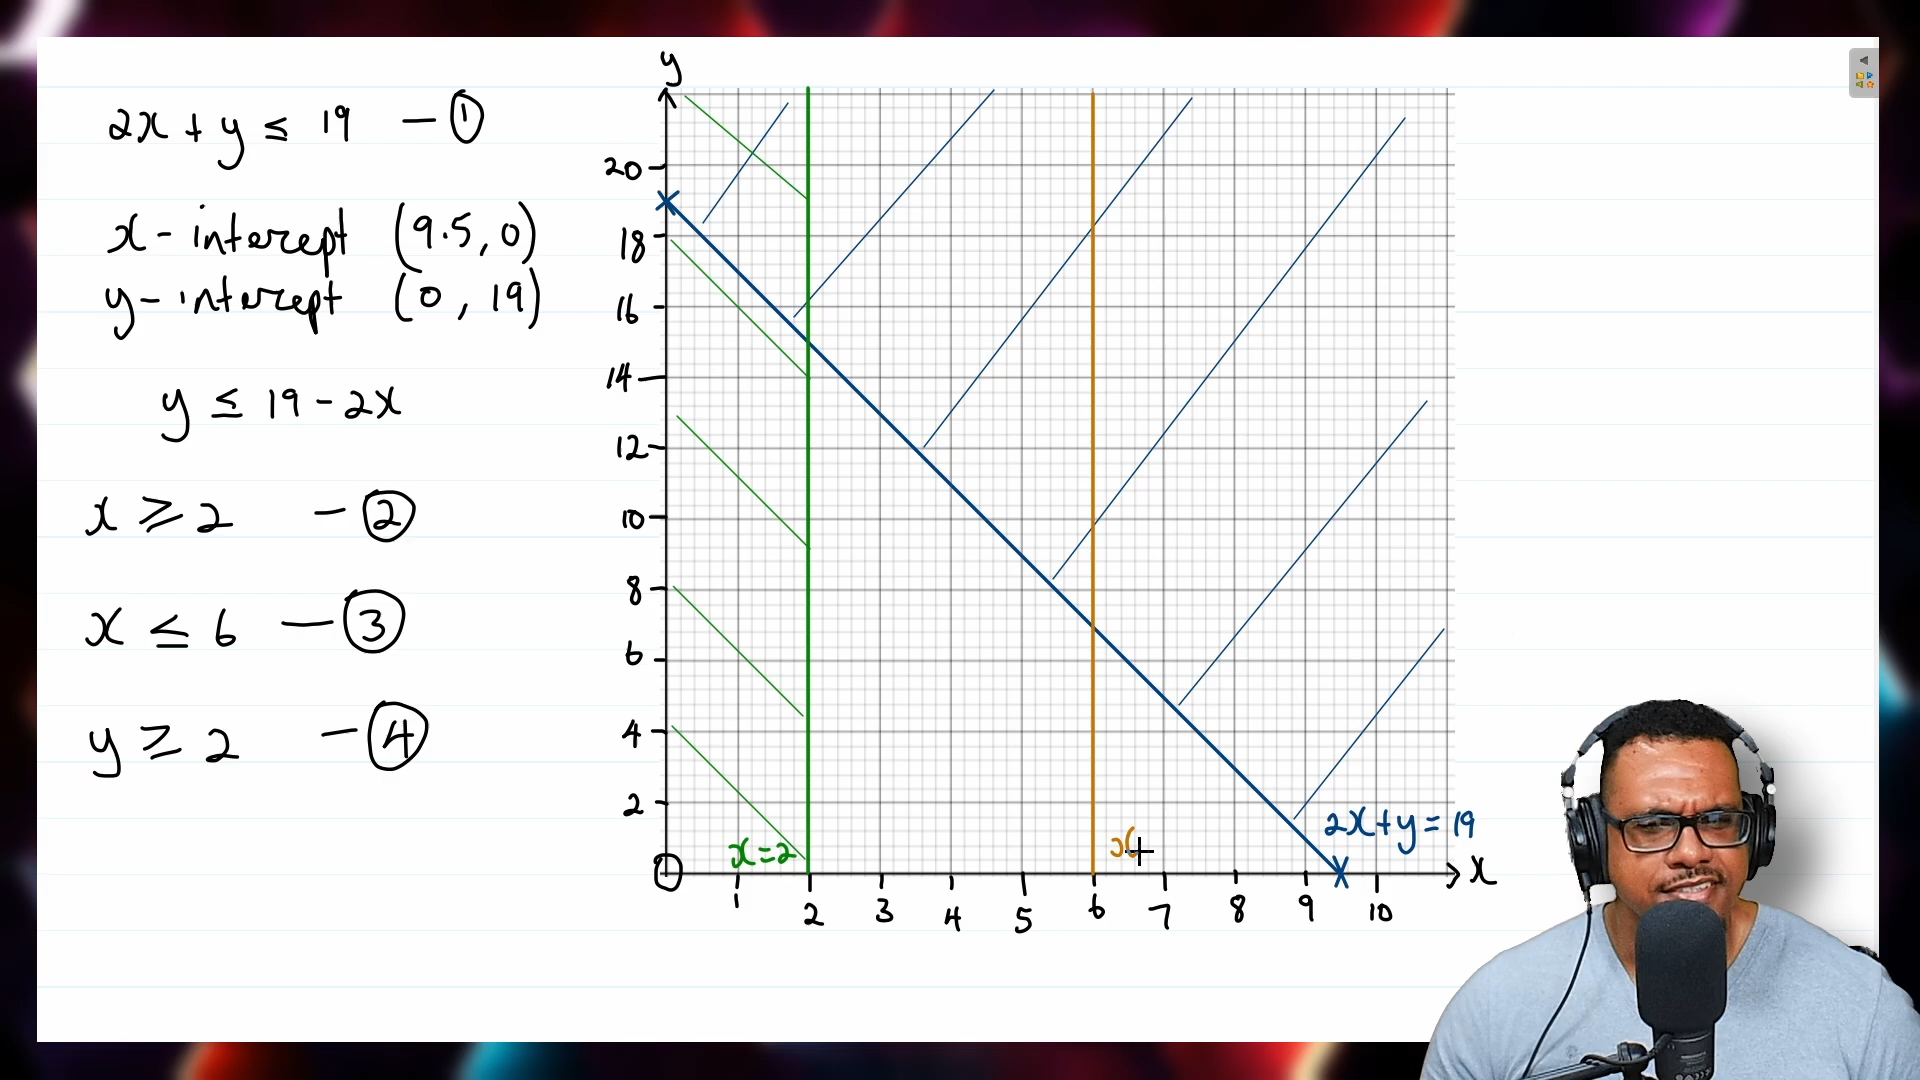 2x + y ≤ 19 — ①
x - intercept (9.5, 0)
y - intercept (0, 19)
y ≤ 19 - 2x
x ≥ 2 — ②
x ≤ 6 — ③
y ≥ 2 — ④
y
20
18
16
14
12
10
8
6
4
2
0
x = 2
x
2x + y = 19
x
1 2 3 4 5 6 7 8 9 10